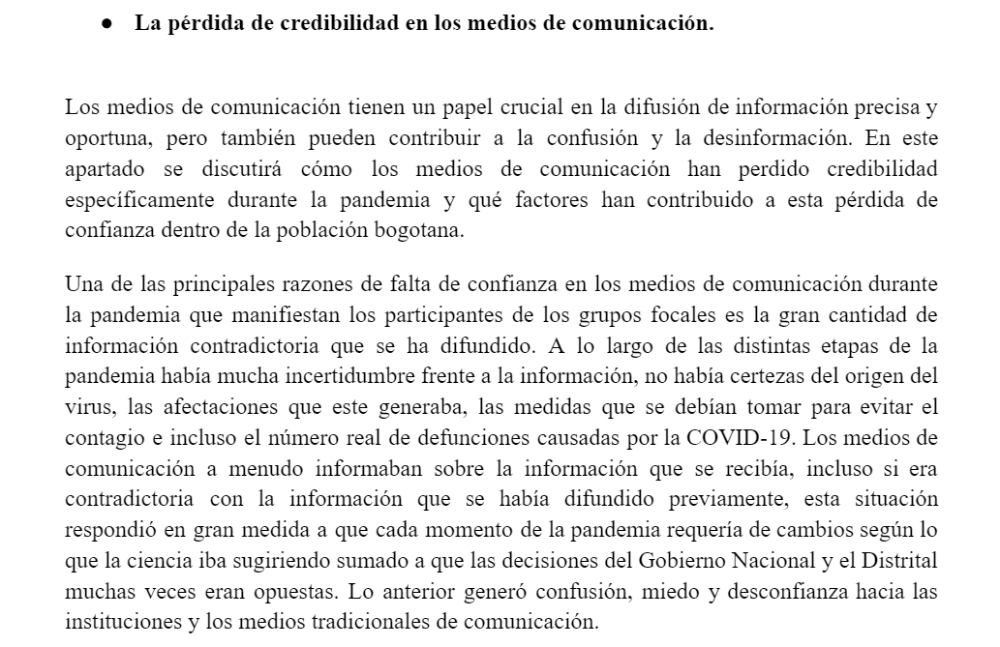 ● La pérdida de credibilidad en los medios de comunicación.
Los medios de comunicación tienen un papel crucial en la difusión de información precisa y
oportuna, pero también pueden contribuir a la confusión y la desinformación. En este
apartado se discutirá cómo los medios de comunicación han perdido credibilidad
específicamente durante la pandemia y qué factores han contribuido a esta pérdida de
confianza dentro de la población bogotana.
Una de las principales razones de falta de confianza en los medios de comunicación durante
la pandemia que manifiestan los participantes de los grupos focales es la gran cantidad de
información contradictoria que se ha difundido. A lo largo de las distintas etapas de la
pandemia había mucha incertidumbre frente a la información, no había certezas del origen del
virus, las afectaciones que este generaba, las medidas que se debían tomar para evitar el
contagio e incluso el número real de defunciones causadas por la COVID-19. Los medios de
comunicación a menudo informaban sobre la información que se recibía, incluso si era
contradictoria con la información que se había difundido previamente, esta situación
respondió en gran medida a que cada momento de la pandemia requería de cambios según lo
que la ciencia iba sugiriendo sumado a que las decisiones del Gobierno Nacional y el Distrital
muchas veces eran opuestas. Lo anterior generó confusión, miedo y desconfianza hacia las
instituciones y los medios tradicionales de comunicación.